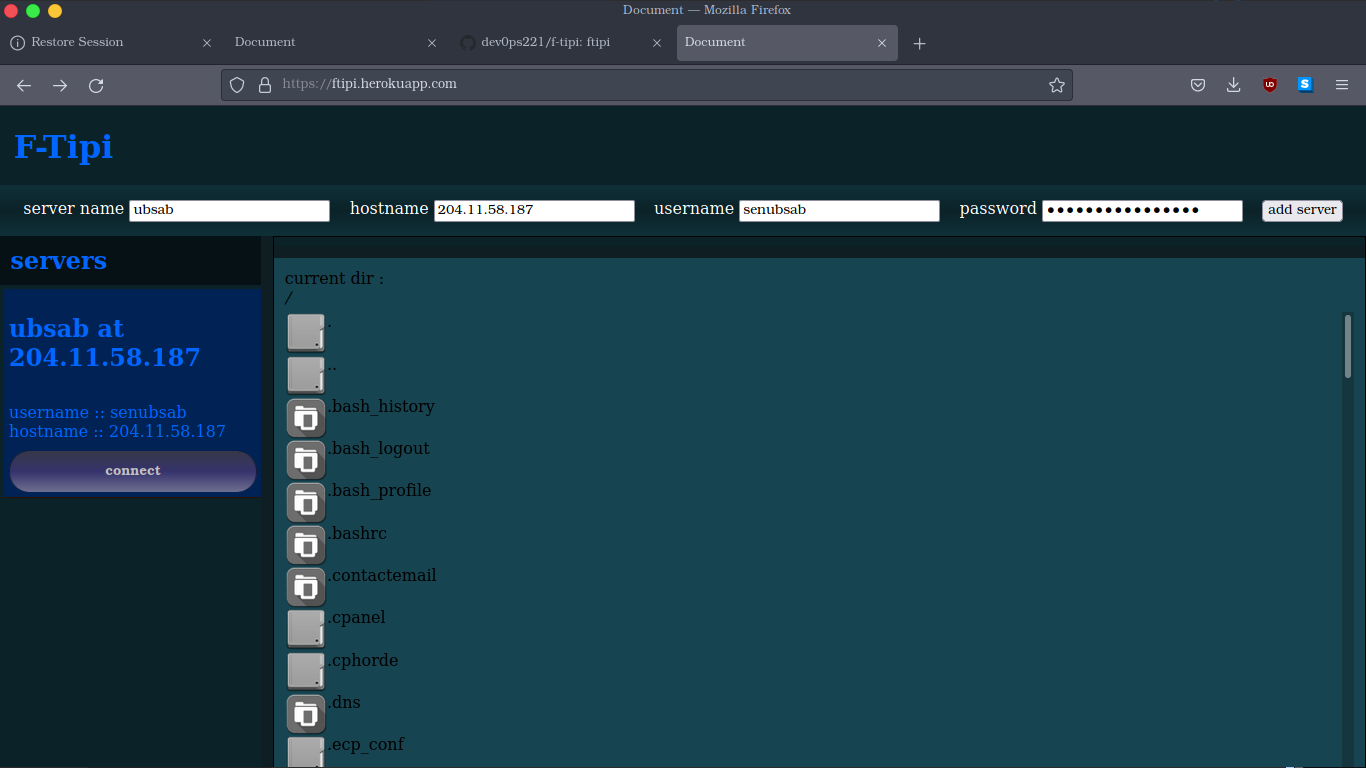 Document — Mozilla Firefox
Restore Session
Document
dev0ps221/f-tipi: ftipi
Document
https://ftipi.herokuapp.com
F-Tipi
server name ubsab hostname 204.11.58.187 username senubsab password •••••••••••••••• add server
servers
ubsab at
204.11.58.187
username :: senubsab
hostname :: 204.11.58.187
connect
current dir :
/
.
..
.bash_history
.bash_logout
.bash_profile
.bashrc
.contactemail
.cpanel
.cphorde
.dns
.ecp_conf